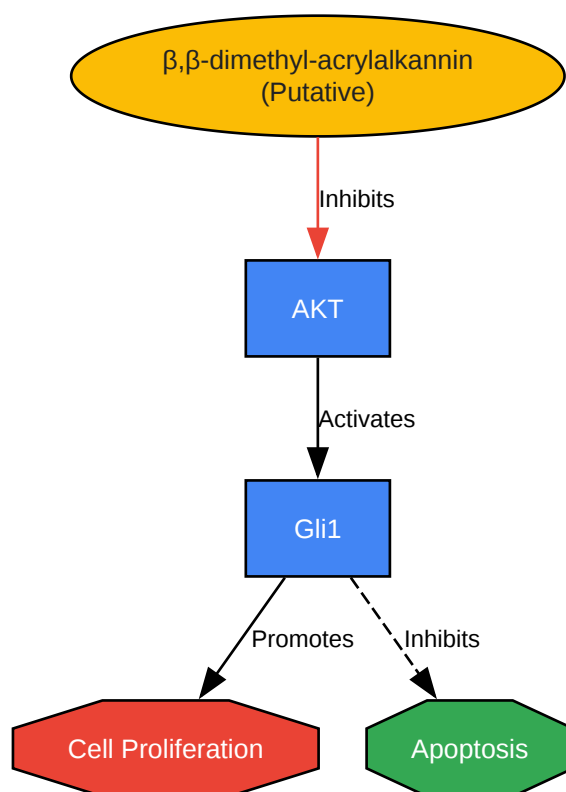 β,β-dimethyl-acrylalkannin
(Putative)
Inhibits
AKT
Activates
Gli1
Promotes
Inhibits
Cell Proliferation
Apoptosis